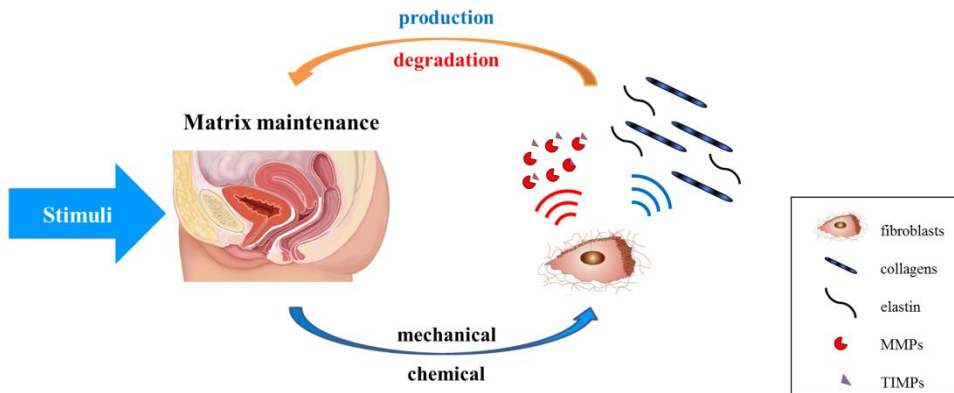 production
degradation
Matrix maintenance
Stimuli
mechanical
chemical
fibroblasts
collagens
elastin
MMPs
TIMPs